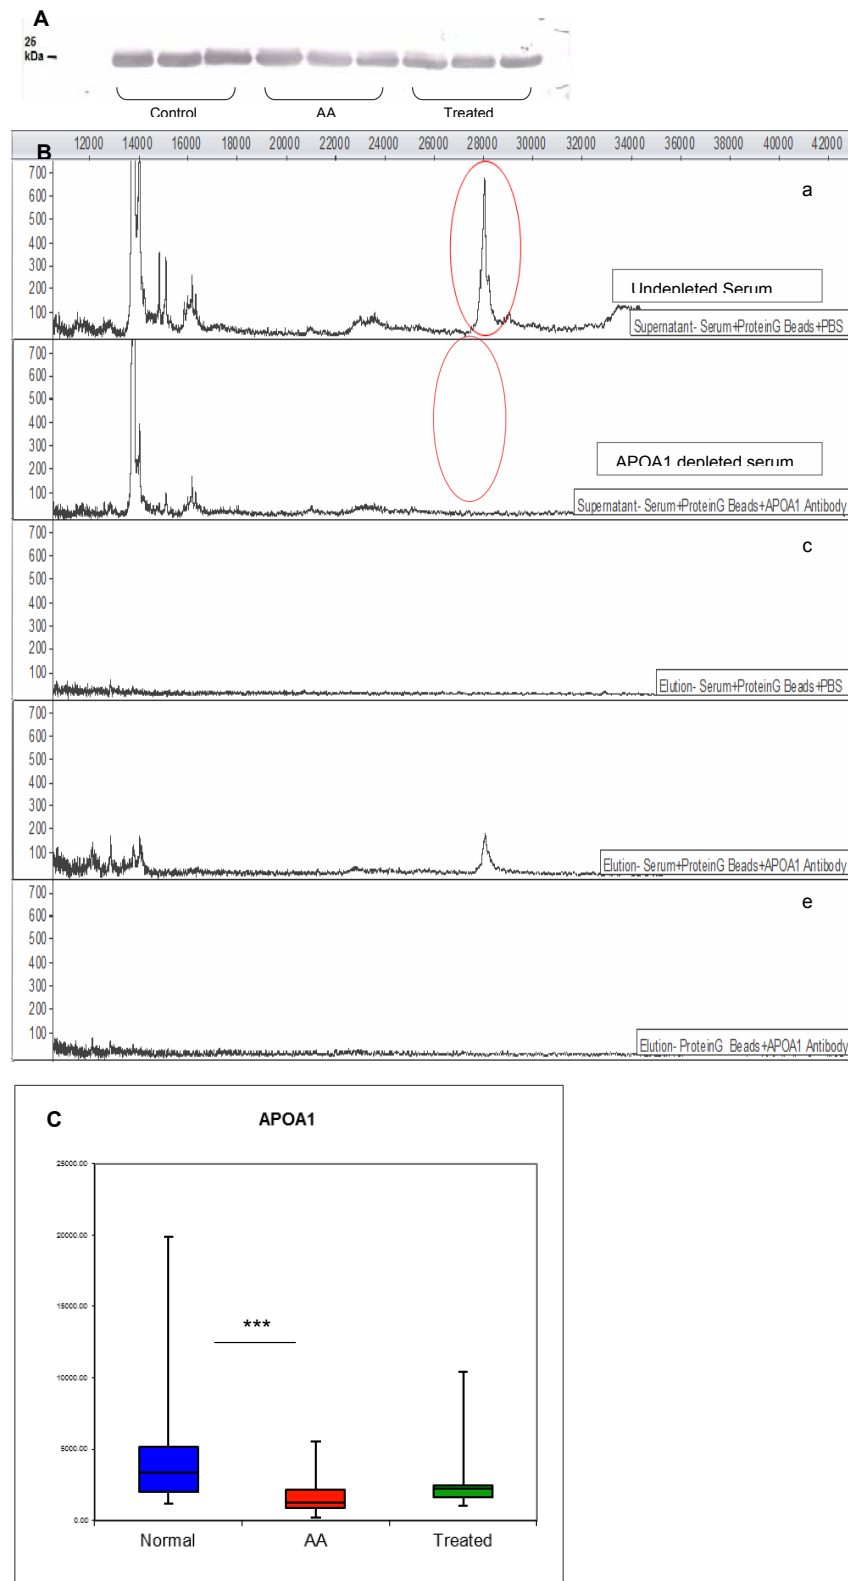 A
25
kDa
Control AA Treated
B
12000 14000 16000 18000 20000 22000 24000 26000 28000 30000 32000 34000 36000 38000 40000 42000
700
600
500
400
300
200
100
a
Undepleted Serum
Supernatant- Serum+ProteinG Beads+PBS
700
600
500
400
300
200
100
APOA1 depleted serum
Supernatant- Serum+ProteinG Beads+APOA1 Antibody
700
600
500
400
300
200
100
c
Elution- Serum+ProteinG Beads+PBS
700
600
500
400
300
200
100
Elution- Serum+ProteinG Beads+APOA1 Antibody
700
600
500
400
300
200
100
e
Elution- ProteinG Beads+APOA1 Antibody
C
APOA1
25000.00
20000.00
15000.00
***
10000.00
5000.00
0.00
Normal AA Treated